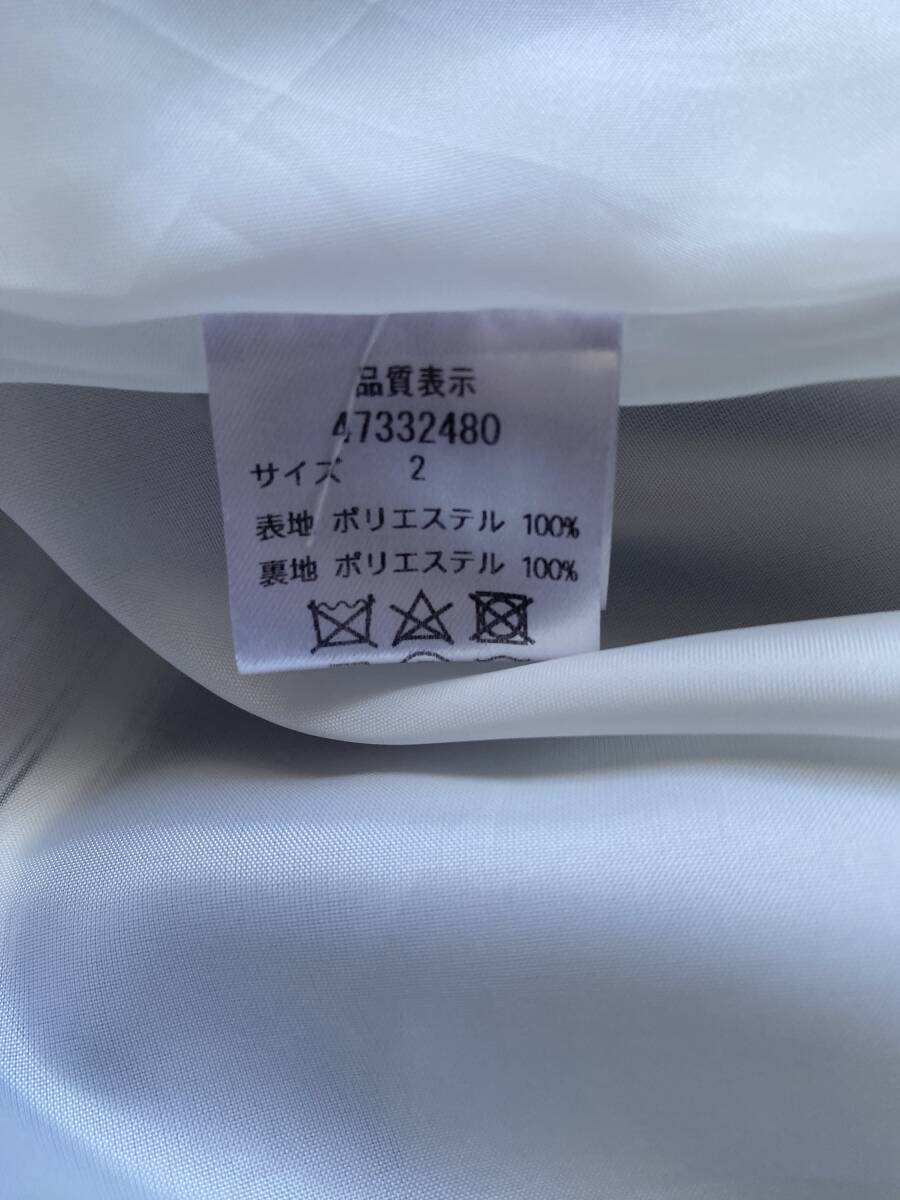 品質表示
47332480
サイズ 2
表地 ポリエステル 100%
裏地 ポリエステル 100%